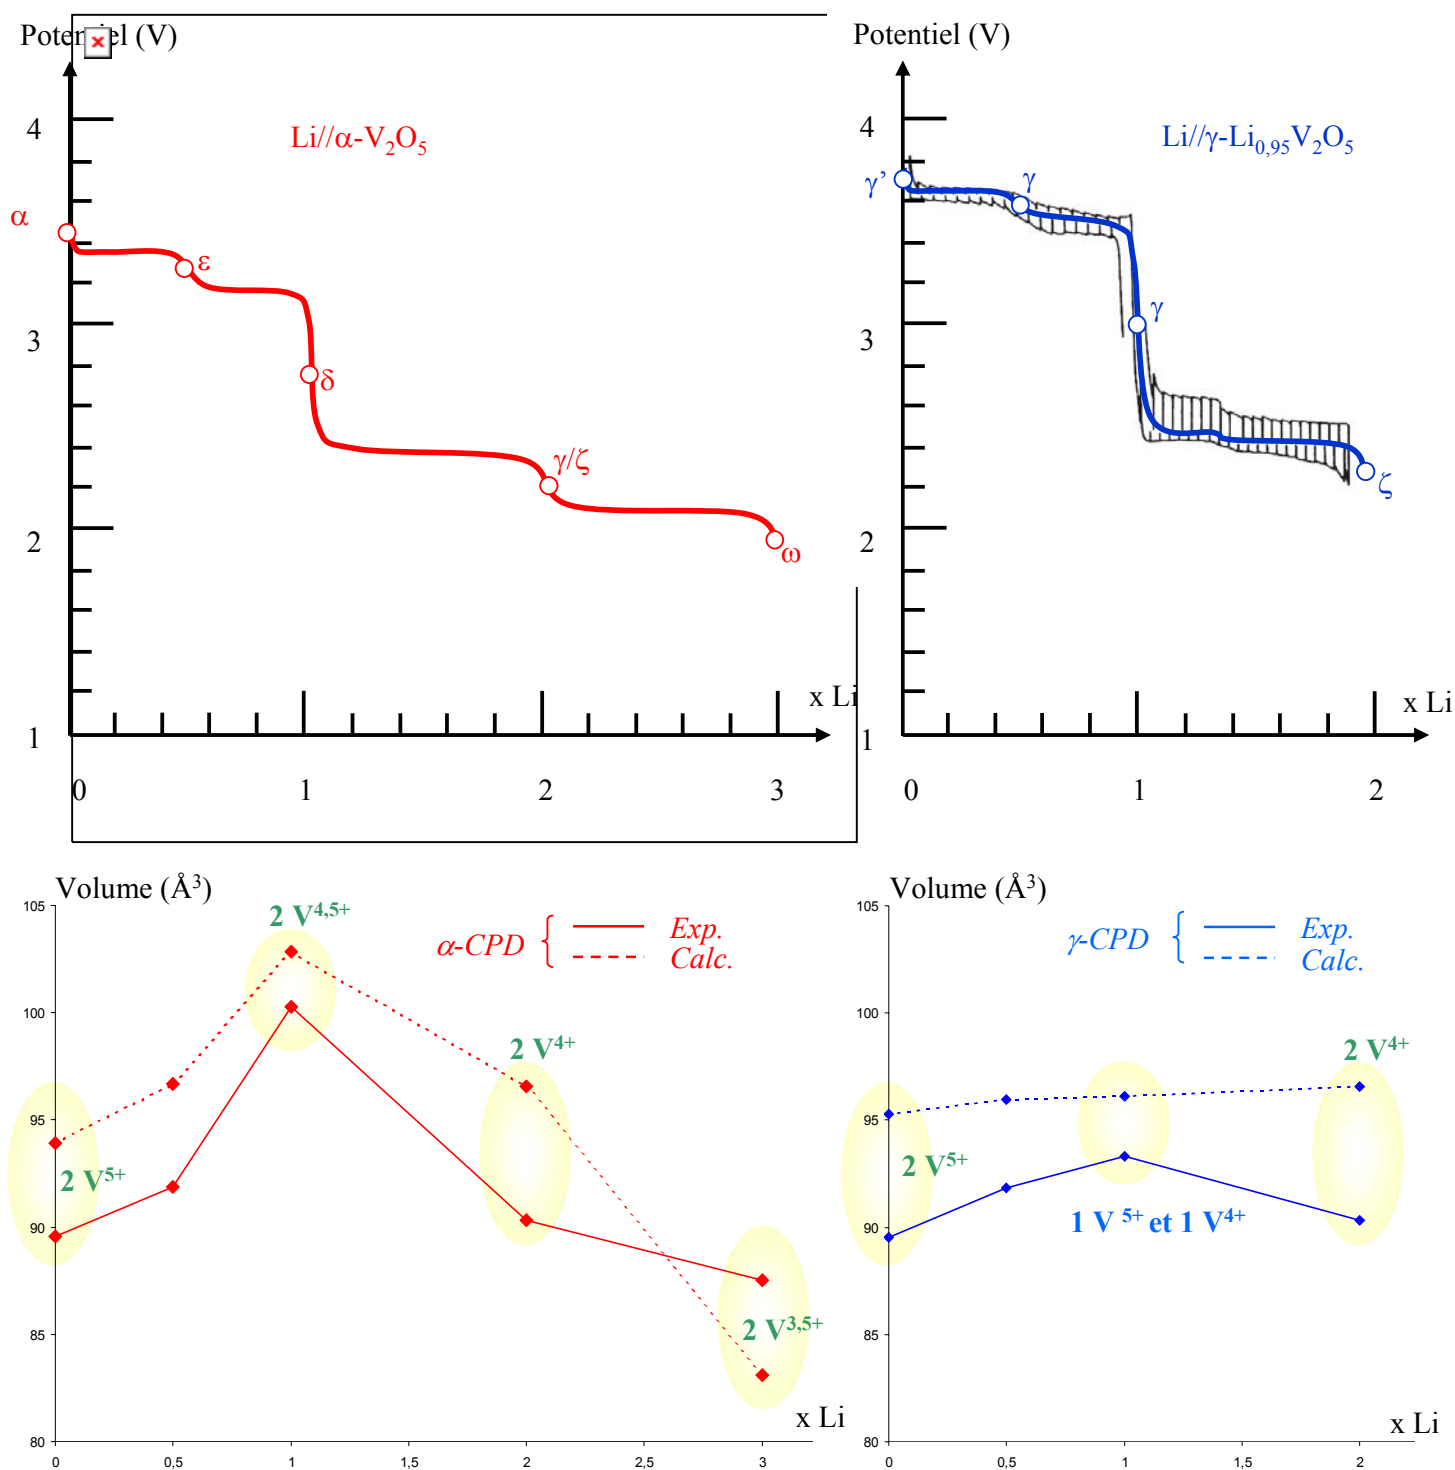 Potentiel (V)
4
3
2
1
0 1 2 3
x Li
Li//α-V₂O₅
α
ε
δ
γ/ζ
ω
Potentiel (V)
4
3
2
1
0 1 2
x Li
Li//γ-Li₀,₉₅V₂O₅
γ’
γ
γ
ζ
Volume (Å³)
105
100
95
90
85
80
0 0,5 1 1,5 2 2,5 3
x Li
α-CPD { Exp.
Calc.
2 V⁵⁺
2 V⁴,⁵⁺
2 V⁴⁺
2 V³,⁵⁺
Volume (Å³)
105
100
95
90
85
80
0 0,5 1 1,5 2
x Li
γ-CPD { Exp.
Calc.
2 V⁵⁺
1 V ⁵⁺ et 1 V⁴⁺
2 V⁴⁺